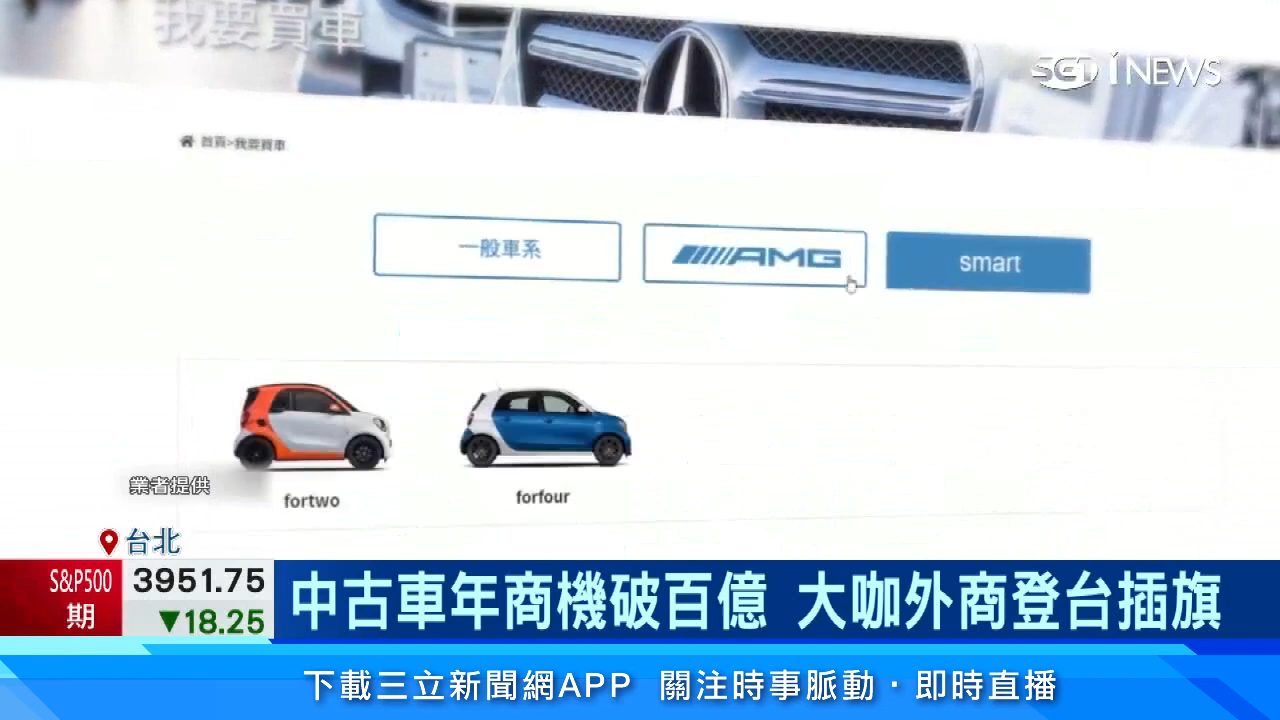 我要買車
SCT iNEWS
首頁>我要買車
一般車系
AMG
smart
fortwo
forfour
業者提供
台北
S&P500
期
3951.75
▼18.25
中古車年商機破百億 大咖外商登台插旗
下載三立新聞網APP 關注時事脈動・即時直播